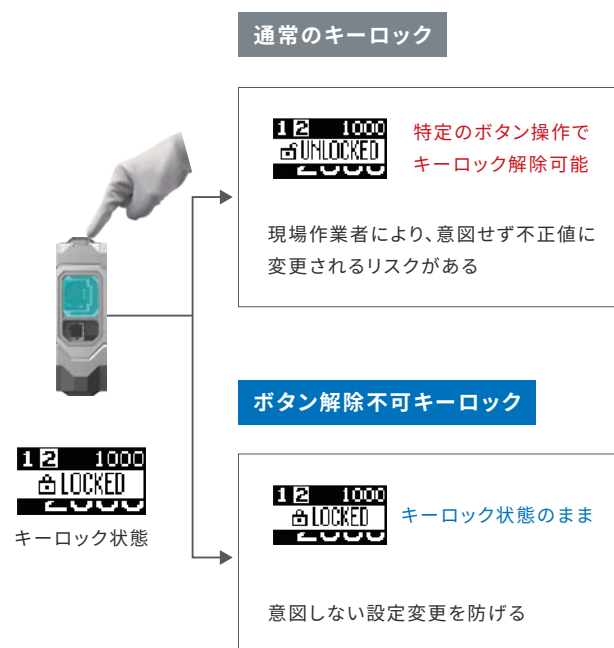 通常のキーロック
1 2 1000
UNLOCKED
特定のボタン操作で
キーロック解除可能
現場作業者により、意図せず不正値に
変更されるリスクがある
ボタン解除不可キーロック
1 2 1000
LOCKED
キーロック状態
1 2 1000
LOCKED
キーロック状態のまま
意図しない設定変更を防げる